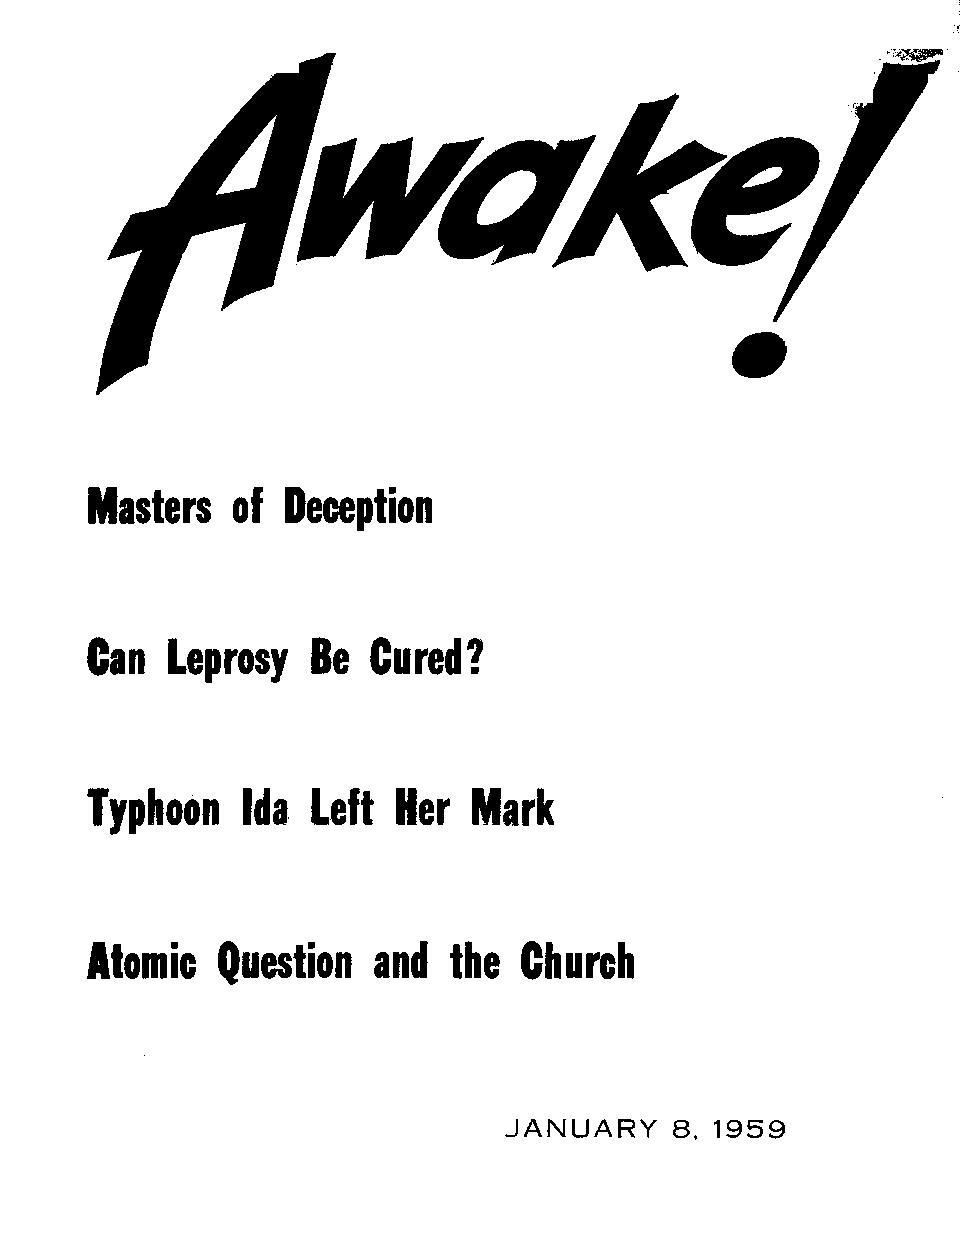 Awake!
Masters of Deception
Can Leprosy Be Cured?
Typhoon Ida Left Her Mark
Atomic Question and the Church
JANUARY 8, 1959